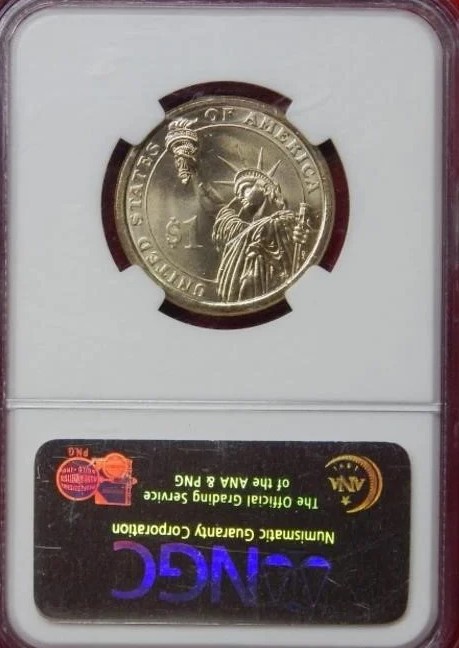 UNITED STATES OF AMERICA
$1
NGC
Numismatic Guaranty Corporation
The Official Grading Service
of the ANA & PNG
ANA
PNG